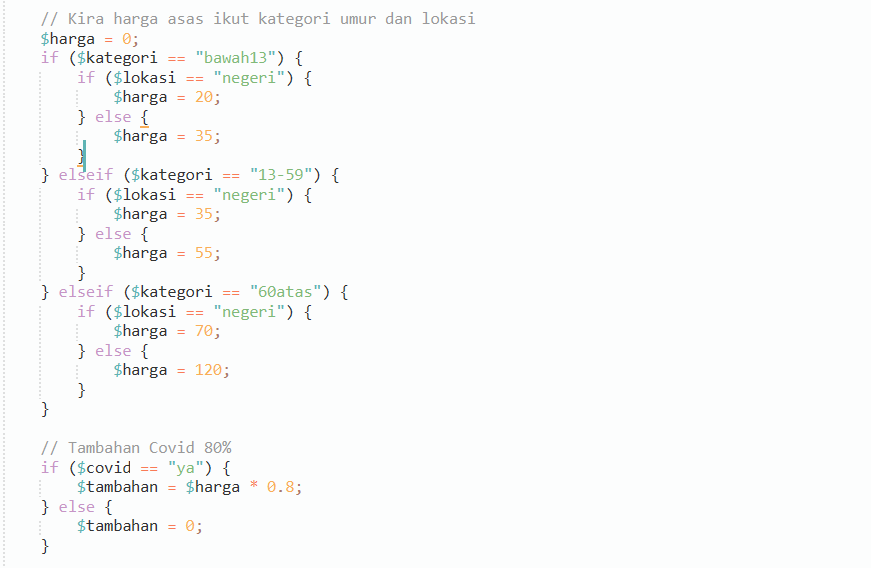 // Kira harga asas ikut kategori umur dan lokasi
$harga = 0;
if ($kategori == "bawah13") {
    if ($lokasi == "negeri") {
        $harga = 20;
    } else {
        $harga = 35;
    }
} elseif ($kategori == "13-59") {
    if ($lokasi == "negeri") {
        $harga = 35;
    } else {
        $harga = 55;
    }
} elseif ($kategori == "60atas") {
    if ($lokasi == "negeri") {
        $harga = 70;
    } else {
        $harga = 120;
    }
}

// Tambahan Covid 80%
if ($covid == "ya") {
    $tambahan = $harga * 0.8;
} else {
    $tambahan = 0;
}